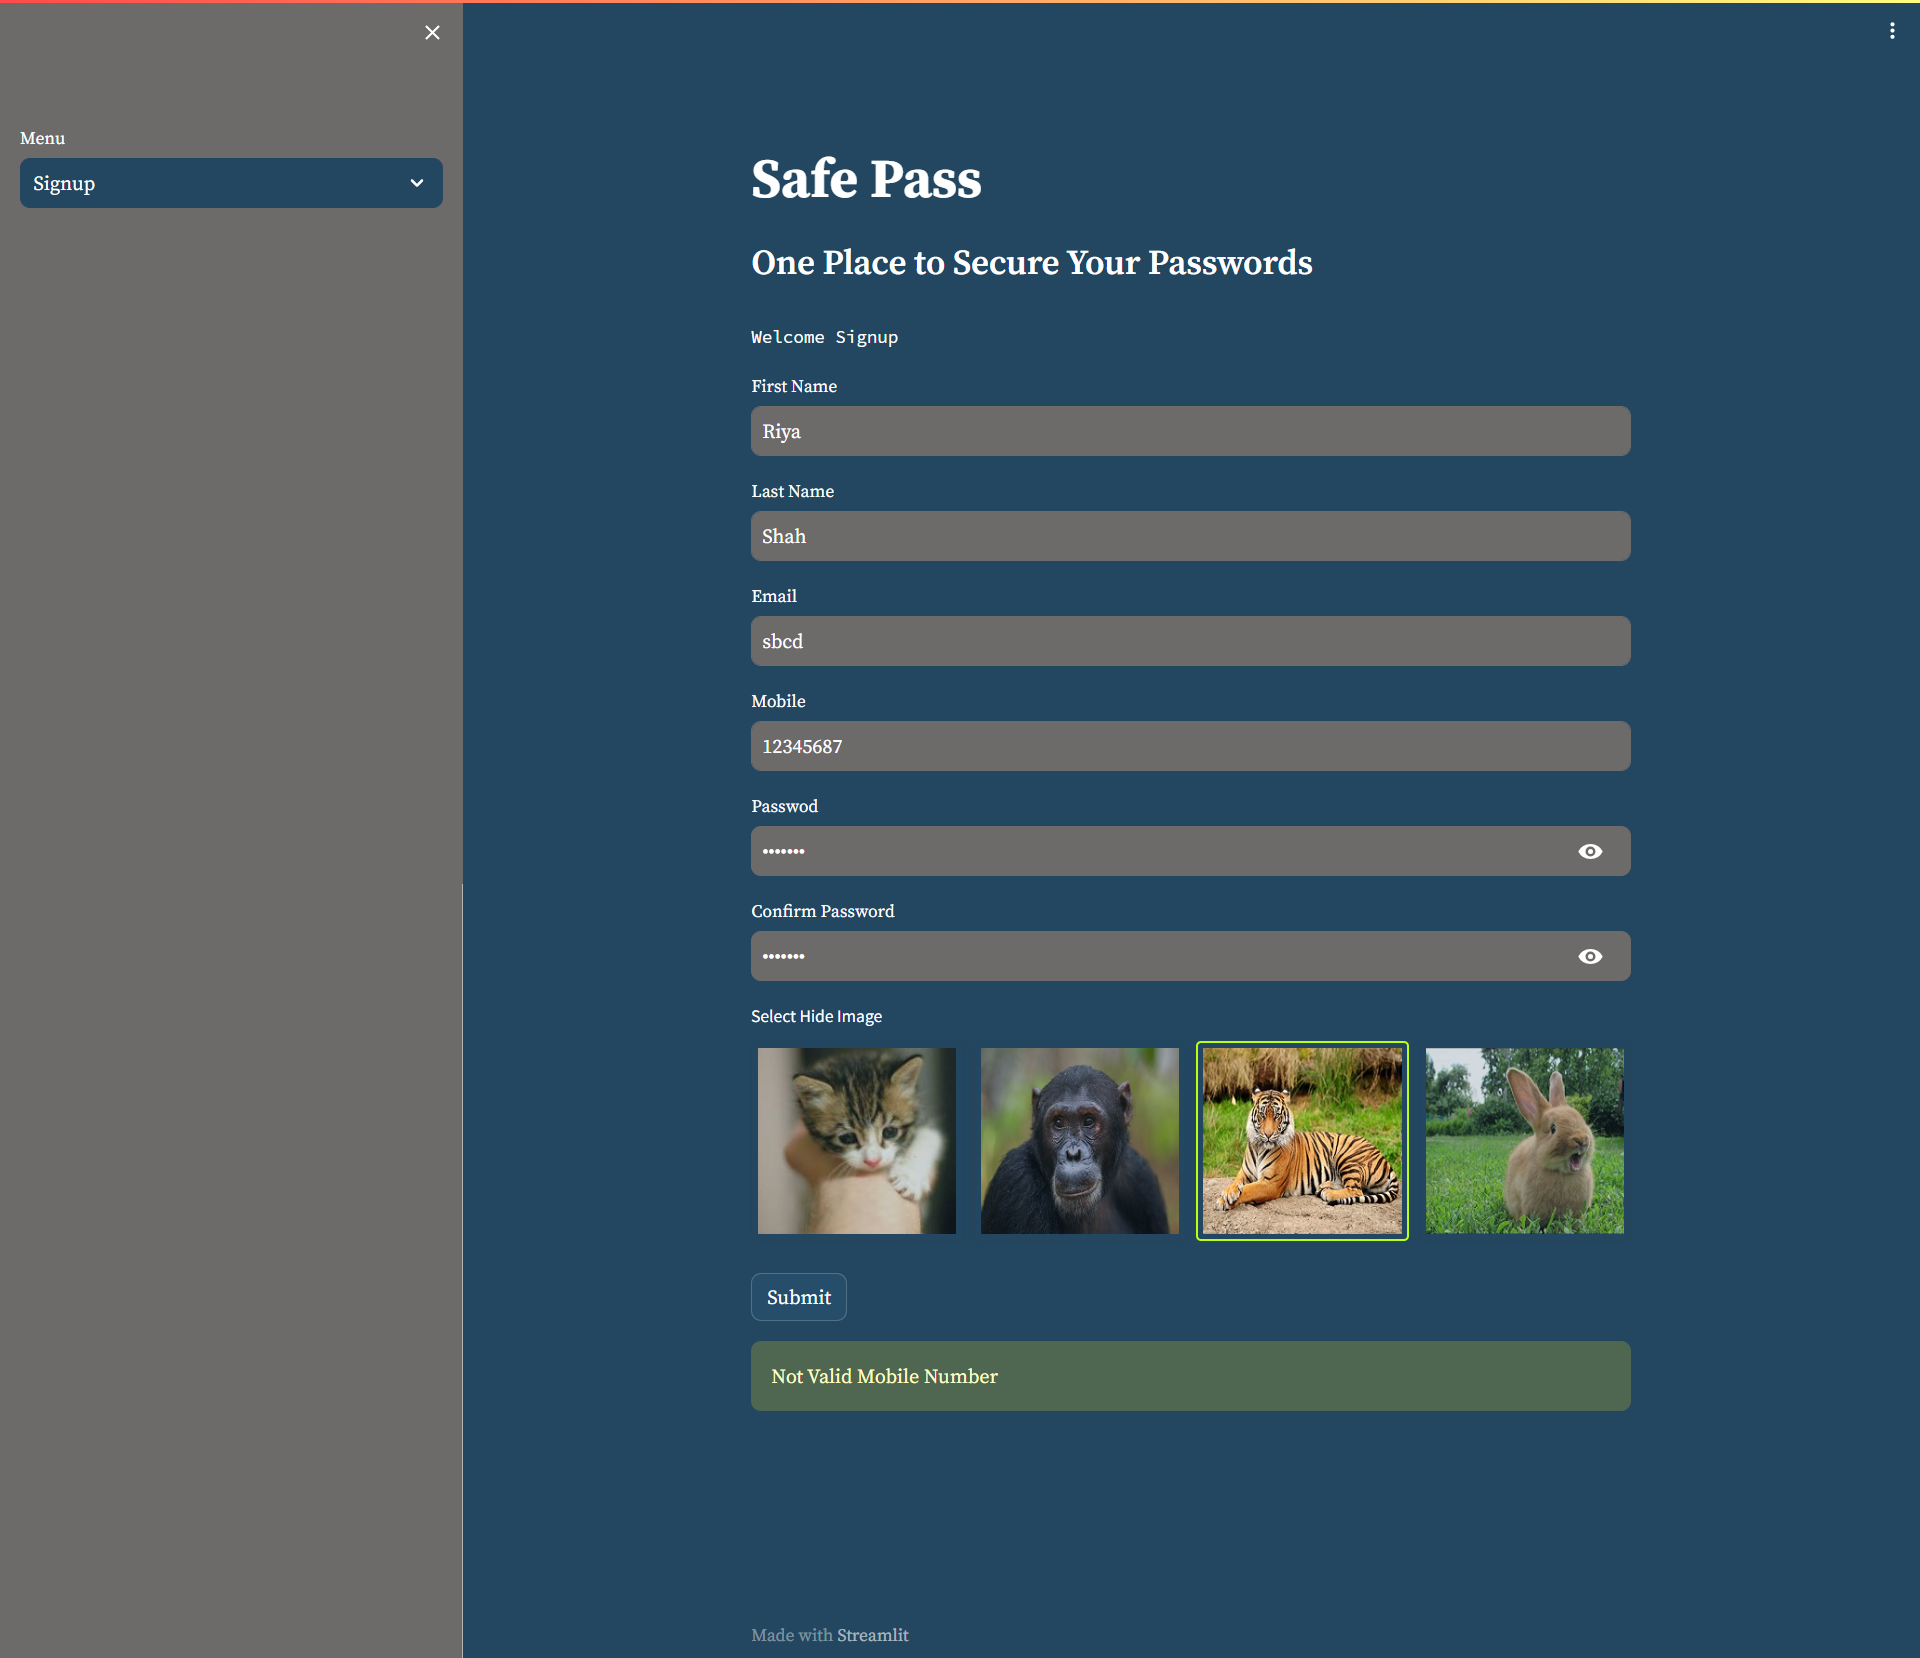 Menu
Signup
Safe Pass
One Place to Secure Your Passwords
Welcome Signup
First Name
Riya
Last Name
Shah
Email
sbcd
Mobile
12345687
Passwod
•••••••
Confirm Password
•••••••
Select Hide Image
Submit
Not Valid Mobile Number
Made with Streamlit